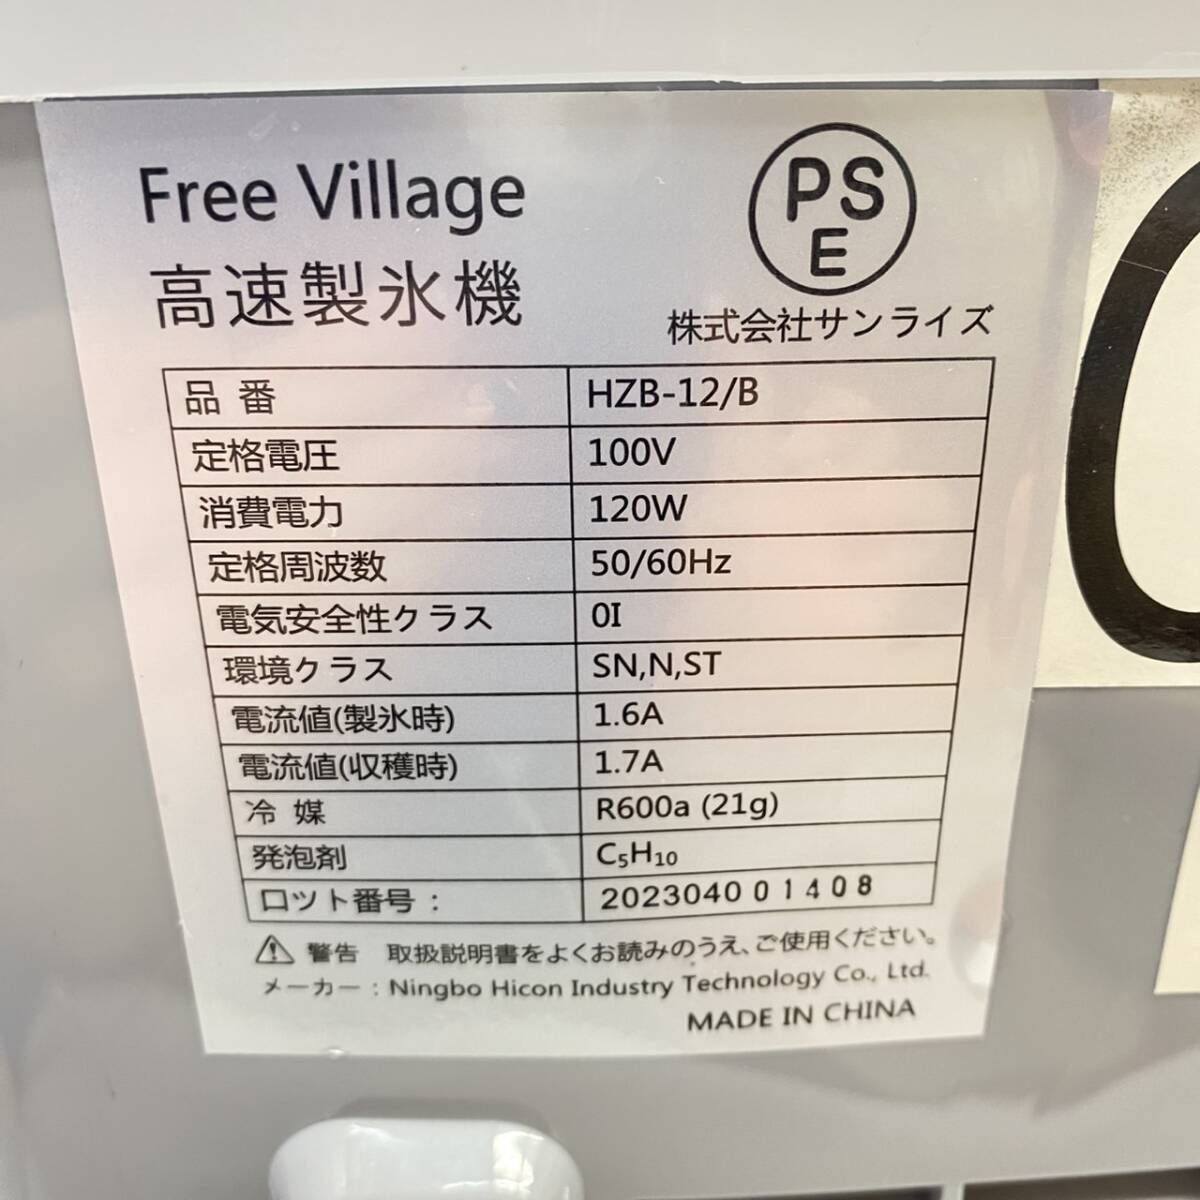 Free Village
高速製氷機
PS
E
株式会社サンライズ
品番 HZB-12/B
定格電圧 100V
消費電力 120W
定格周波数 50/60Hz
電気安全性クラス 0I
環境クラス SN,N,ST
電流値(製氷時) 1.6A
電流値(収穫時) 1.7A
冷媒 R600a (21g)
発泡剤 C₅H₁₀
ロット番号： 202304001408
警告 取扱説明書をよくお読みのうえ、ご使用ください。
メーカー：Ningbo Hicon Industry Technology Co., Ltd.
MADE IN CHINA